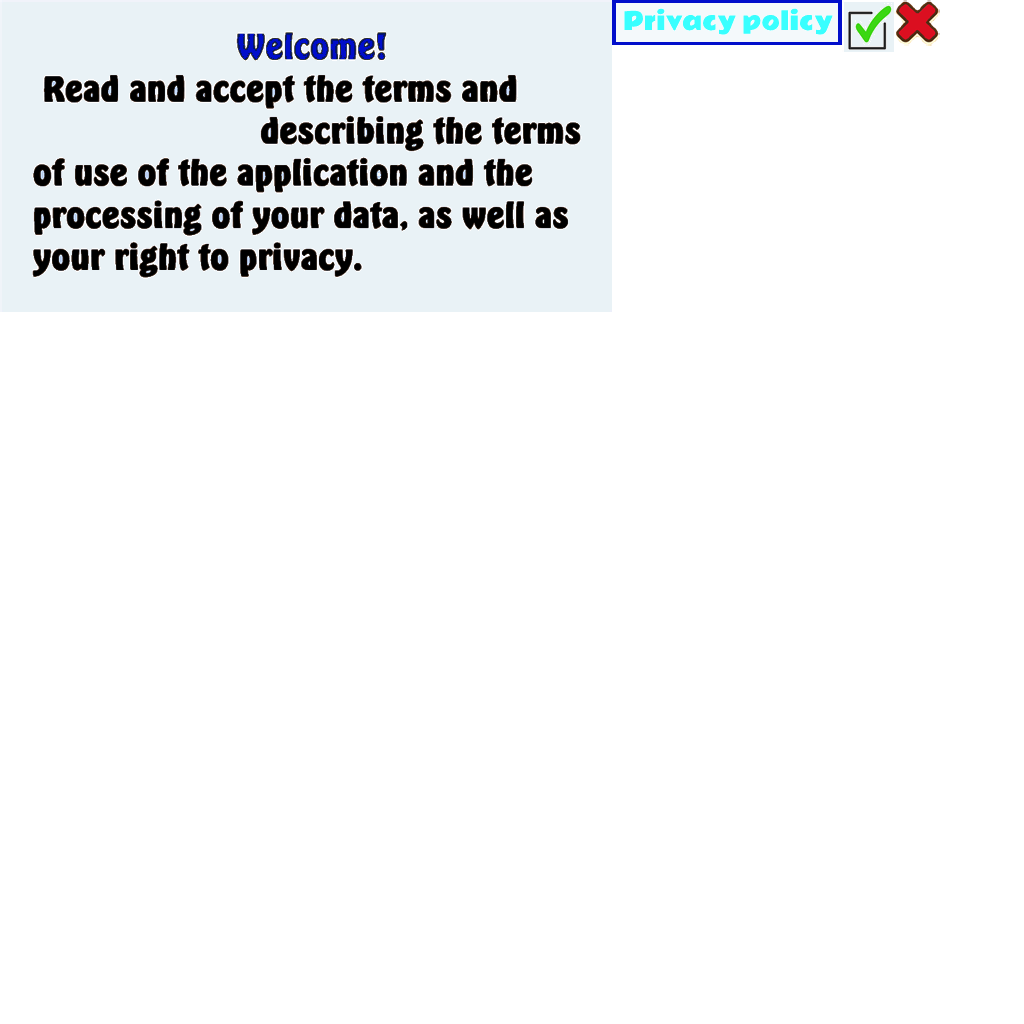 Welcome!
Read and accept the terms and
describing the terms
of use of the application and the
processing of your data, as well as
your right to privacy.
Privacy policy